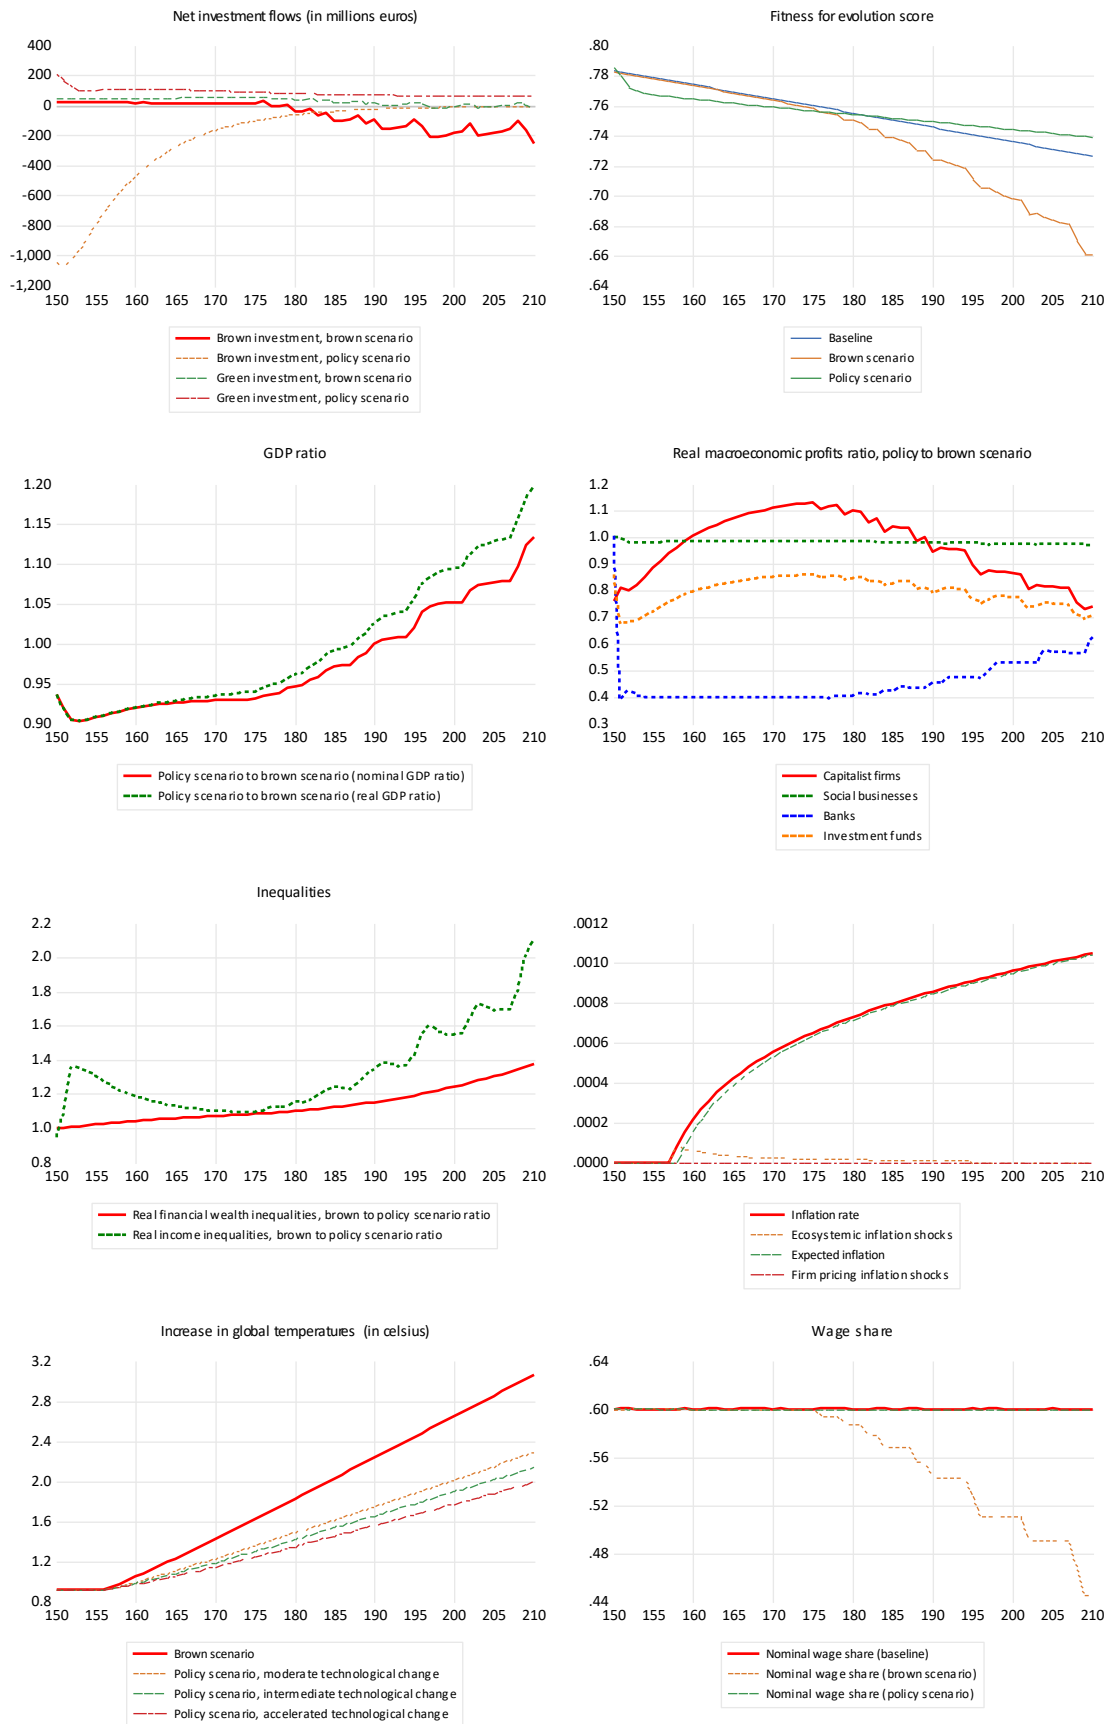 Net investment flows (in millions euros)
400
200
0
-200
-400
-600
-800
-1,000
-1,200
150 155 160 165 170 175 180 185 190 195 200 205 210
Brown investment, brown scenario
Brown investment, policy scenario
Green investment, brown scenario
Green investment, policy scenario
Fitness for evolution score
.80
.78
.76
.74
.72
.70
.68
.66
.64
150 155 160 165 170 175 180 185 190 195 200 205 210
Baseline
Brown scenario
Policy scenario
GDP ratio
1.20
1.15
1.10
1.05
1.00
0.95
0.90
150 155 160 165 170 175 180 185 190 195 200 205 210
Policy scenario to brown scenario (nominal GDP ratio)
Policy scenario to brown scenario (real GDP ratio)
Real macroeconomic profits ratio, policy to brown scenario
1.2
1.1
1.0
0.9
0.8
0.7
0.6
0.5
0.4
0.3
150 155 160 165 170 175 180 185 190 195 200 205 210
Capitalist firms
Social businesses
Banks
Investment funds
Inequalities
2.2
2.0
1.8
1.6
1.4
1.2
1.0
0.8
150 155 160 165 170 175 180 185 190 195 200 205 210
Real financial wealth inequalities, brown to policy scenario ratio
Real income inequalities, brown to policy scenario ratio
.0012
.0010
.0008
.0006
.0004
.0002
.0000
150 155 160 165 170 175 180 185 190 195 200 205 210
Inflation rate
Ecosystemic inflation shocks
Expected inflation
Firm pricing inflation shocks
Increase in global temperatures (in celsius)
3.2
2.8
2.4
2.0
1.6
1.2
0.8
150 155 160 165 170 175 180 185 190 195 200 205 210
Brown scenario
Policy scenario, moderate technological change
Policy scenario, intermediate technological change
Policy scenario, accelerated technological change
Wage share
.64
.60
.56
.52
.48
.44
150 155 160 165 170 175 180 185 190 195 200 205 210
Nominal wage share (baseline)
Nominal wage share (brown scenario)
Nominal wage share (policy scenario)